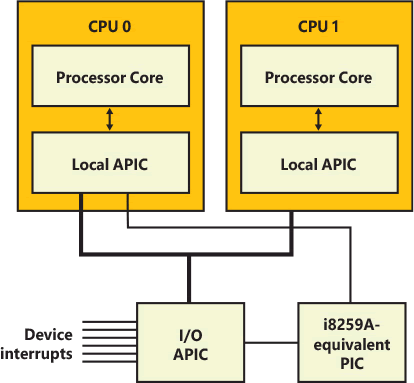 CPU 0
CPU 1
Processor Core
Processor Core
Local APIC
Local APIC
Device
interrupts
I/O
APIC
i8259A-
equivalent
PIC